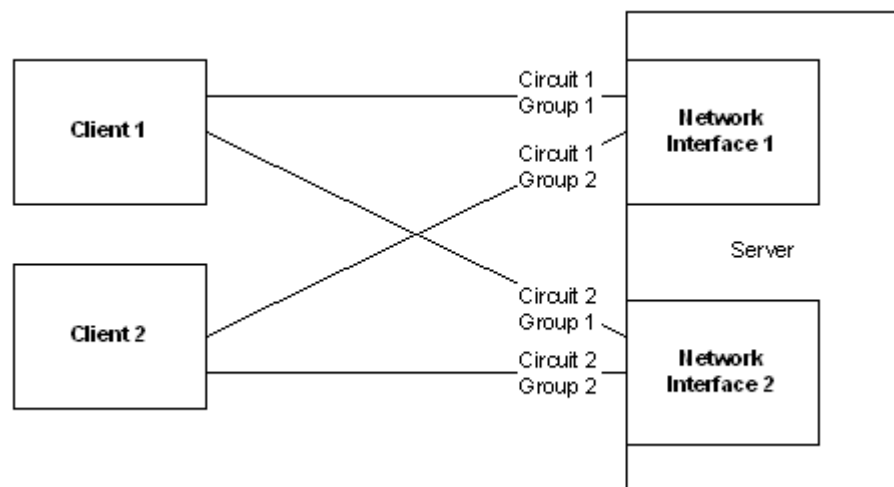 Client 1
Circuit 1
Group 1
Network
Interface 1
Circuit 1
Group 2
Server
Client 2
Circuit 2
Group 1
Circuit 2
Group 2
Network
Interface 2